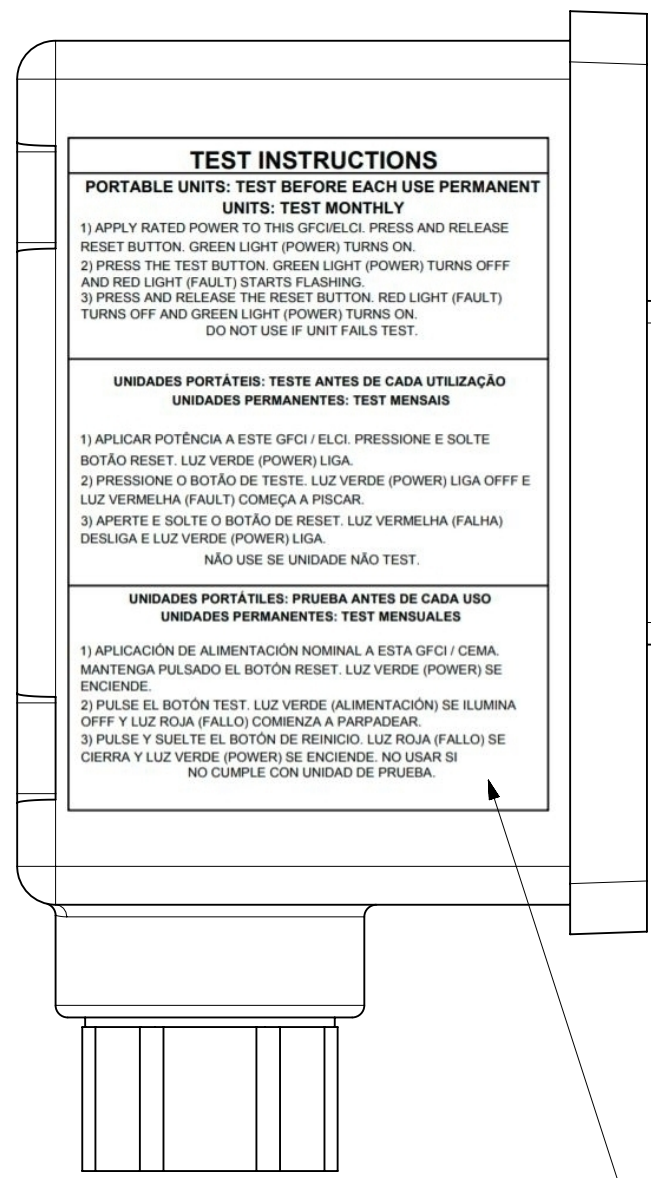 TEST INSTRUCTIONS
PORTABLE UNITS: TEST BEFORE EACH USE PERMANENT
UNITS: TEST MONTHLY
1) APPLY RATED POWER TO THIS GFCI/ELCI. PRESS AND RELEASE
RESET BUTTON. GREEN LIGHT (POWER) TURNS ON.
2) PRESS THE TEST BUTTON. GREEN LIGHT (POWER) TURNS OFFF
AND RED LIGHT (FAULT) STARTS FLASHING.
3) PRESS AND RELEASE THE RESET BUTTON. RED LIGHT (FAULT)
TURNS OFF AND GREEN LIGHT (POWER) TURNS ON.
DO NOT USE IF UNIT FAILS TEST.
UNIDADES PORTÁTEIS: TESTE ANTES DE CADA UTILIZAÇÃO
UNIDADES PERMANENTES: TEST MENSAIS
1) APLICAR POTÊNCIA A ESTE GFCI / ELCI. PRESSIONE E SOLTE
BOTÃO RESET. LUZ VERDE (POWER) LIGA.
2) PRESSIONE O BOTÃO DE TESTE. LUZ VERDE (POWER) LIGA OFFF E
LUZ VERMELHA (FAULT) COMEÇA A PISCAR.
3) APERTE E SOLTE O BOTÃO DE RESET. LUZ VERMELHA (FALHA)
DESLIGA E LUZ VERDE (POWER) LIGA.
NÃO USE SE UNIDADE NÃO TEST.
UNIDADES PORTÁTILES: PRUEBA ANTES DE CADA USO
UNIDADES PERMANENTES: TEST MENSUALES
1) APLICACIÓN DE ALIMENTACIÓN NOMINAL A ESTA GFCI / CEMA.
MANTENGA PULSADO EL BOTÓN RESET. LUZ VERDE (POWER) SE
ENCIENDE.
2) PULSE EL BOTÓN TEST. LUZ VERDE (ALIMENTACIÓN) SE ILUMINA
OFFF Y LUZ ROJA (FALLO) COMIENZA A PARPADEAR.
3) PULSE Y SUELTE EL BOTÓN DE REINICIO. LUZ ROJA (FALLO) SE
CIERRA Y LUZ VERDE (POWER) SE ENCIENDE. NO USAR SI
NO CUMPLE CON UNIDAD DE PRUEBA.